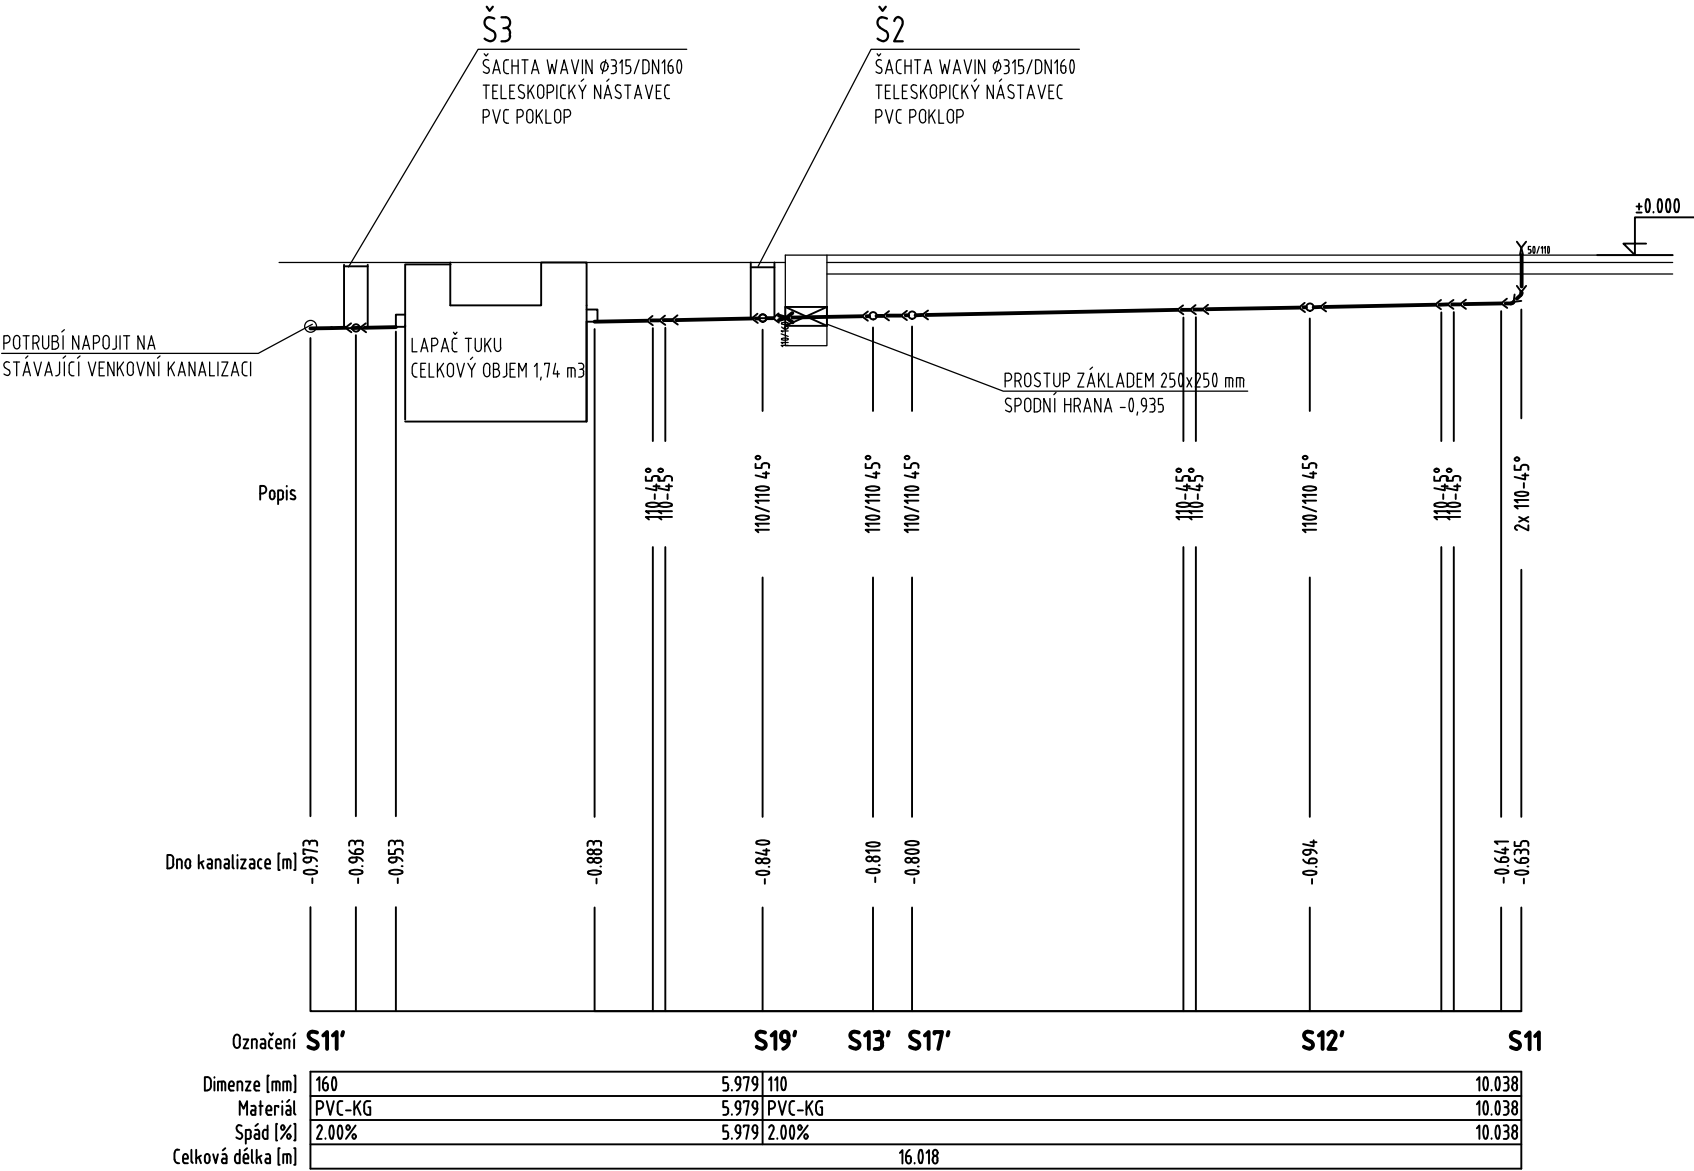 Š3
ŠACHTA WAVIN Ø315/DN160
TELESKOPICKÝ NÁSTAVEC
PVC POKLOP
Š2
ŠACHTA WAVIN Ø315/DN160
TELESKOPICKÝ NÁSTAVEC
PVC POKLOP
±0.000
50/110
POTRUBÍ NAPOJIT NA
STÁVAJÍCÍ VENKOVNÍ KANALIZACI
LAPAČ TUKU
CELKOVÝ OBJEM 1,74 m3
110/160
PROSTUP ZÁKLADEM 250x250 mm
SPODNÍ HRANA -0,935
Popis
110-45°
110-45°
110/110 45°
110/110 45°
110/110 45°
110-45°
110-45°
110/110 45°
110-45°
110-45°
2x 110-45°
Dno kanalizace [m]
-0.973
-0.963
-0.953
-0.883
-0.840
-0.810
-0.800
-0.694
-0.641
-0.635
Označení S11' S19' S13' S17' S12' S11
Dimenze [mm] 160 5.979 110 10.038
Materiál PVC-KG 5.979 PVC-KG 10.038
Spád [%] 2.00% 5.979 2.00% 10.038
Celková délka [m] 16.018